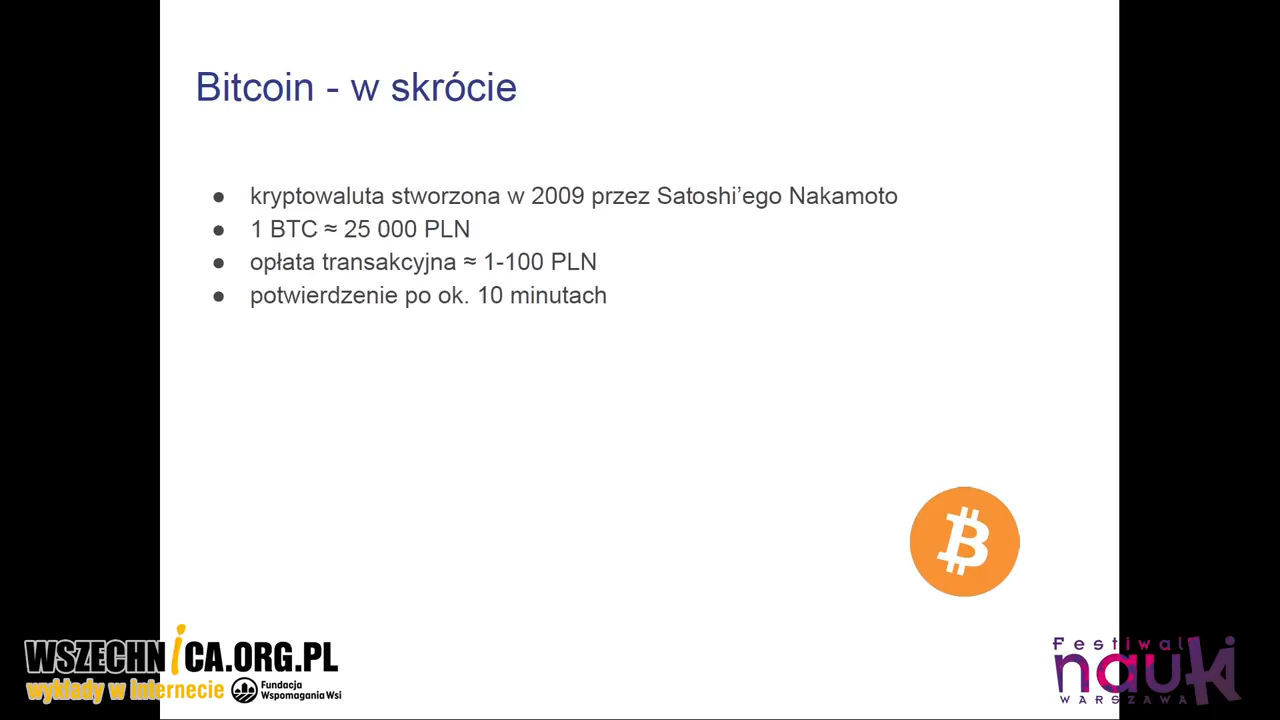 Bitcoin - w skrócie
● kryptowaluta stworzona w 2009 przez Satoshi’ego Nakamoto
● 1 BTC ≈ 25 000 PLN
● opłata transakcyjna ≈ 1-100 PLN
● potwierdzenie po ok. 10 minutach
WSZECHNiCA.ORG.PL
wykłady w Internecie
Fundacja
Wspomagania Wsi
Festiwal
nauki
WARSZAWA